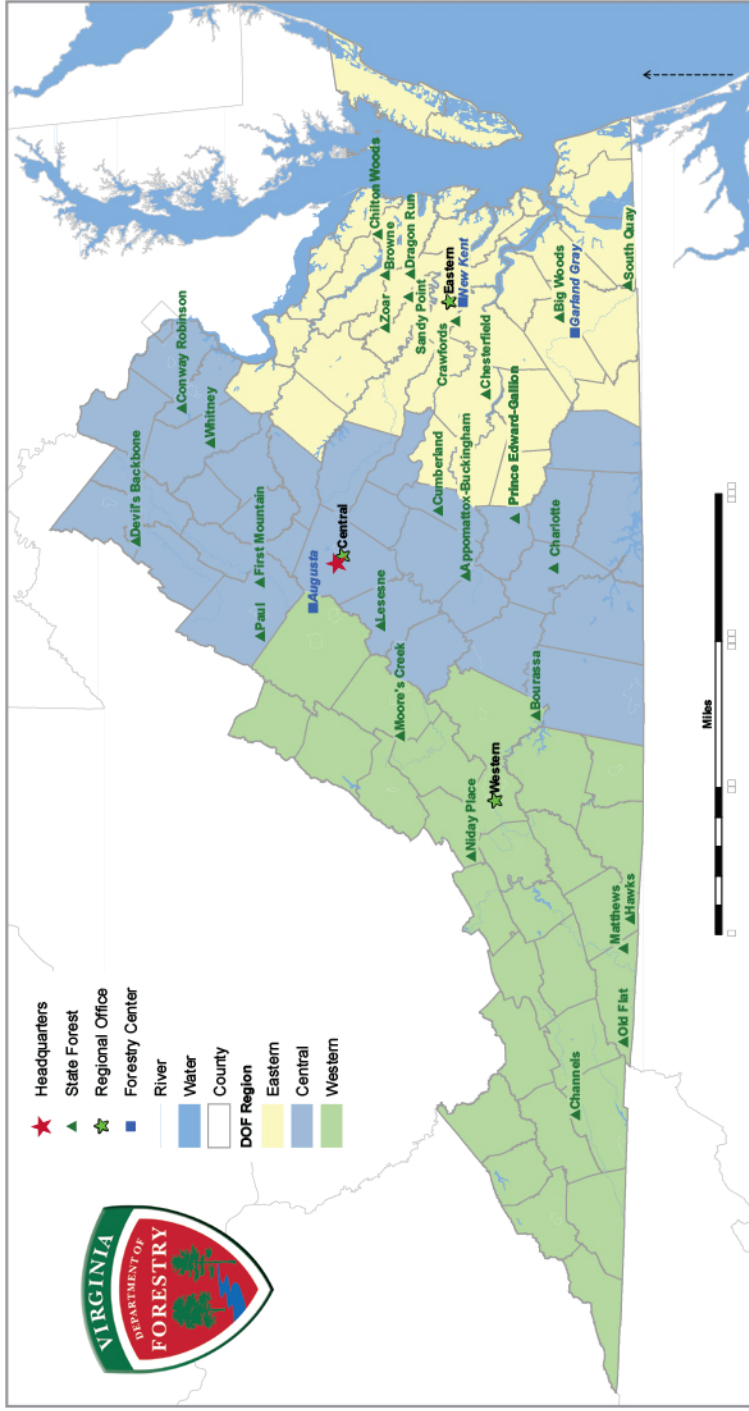 VIRGINIA
DEPARTMENT OF
FORESTRY
Headquarters
State Forest
Regional Office
Forestry Center
River
Water
County
DOF Region
Eastern
Central
Western
Devil's Backbone
Conway Robinson
Whitney
Paul
First Mountain
Augusta
Central
Lesesne
Moore's Creek
Chilton Woods
Zoar
Browne
Dragon Run
Sandy Point
Cumberland
Crawfords
Eastern
New Kent
Niday Place
Western
Appomattox-Buckingham
Chesterfield
Bourassa
Prince Edward-Gallion
Charlotte
Big Woods
Garland Gray
Channels
Old Flat
Matthews
Hawks
South Quay
Miles